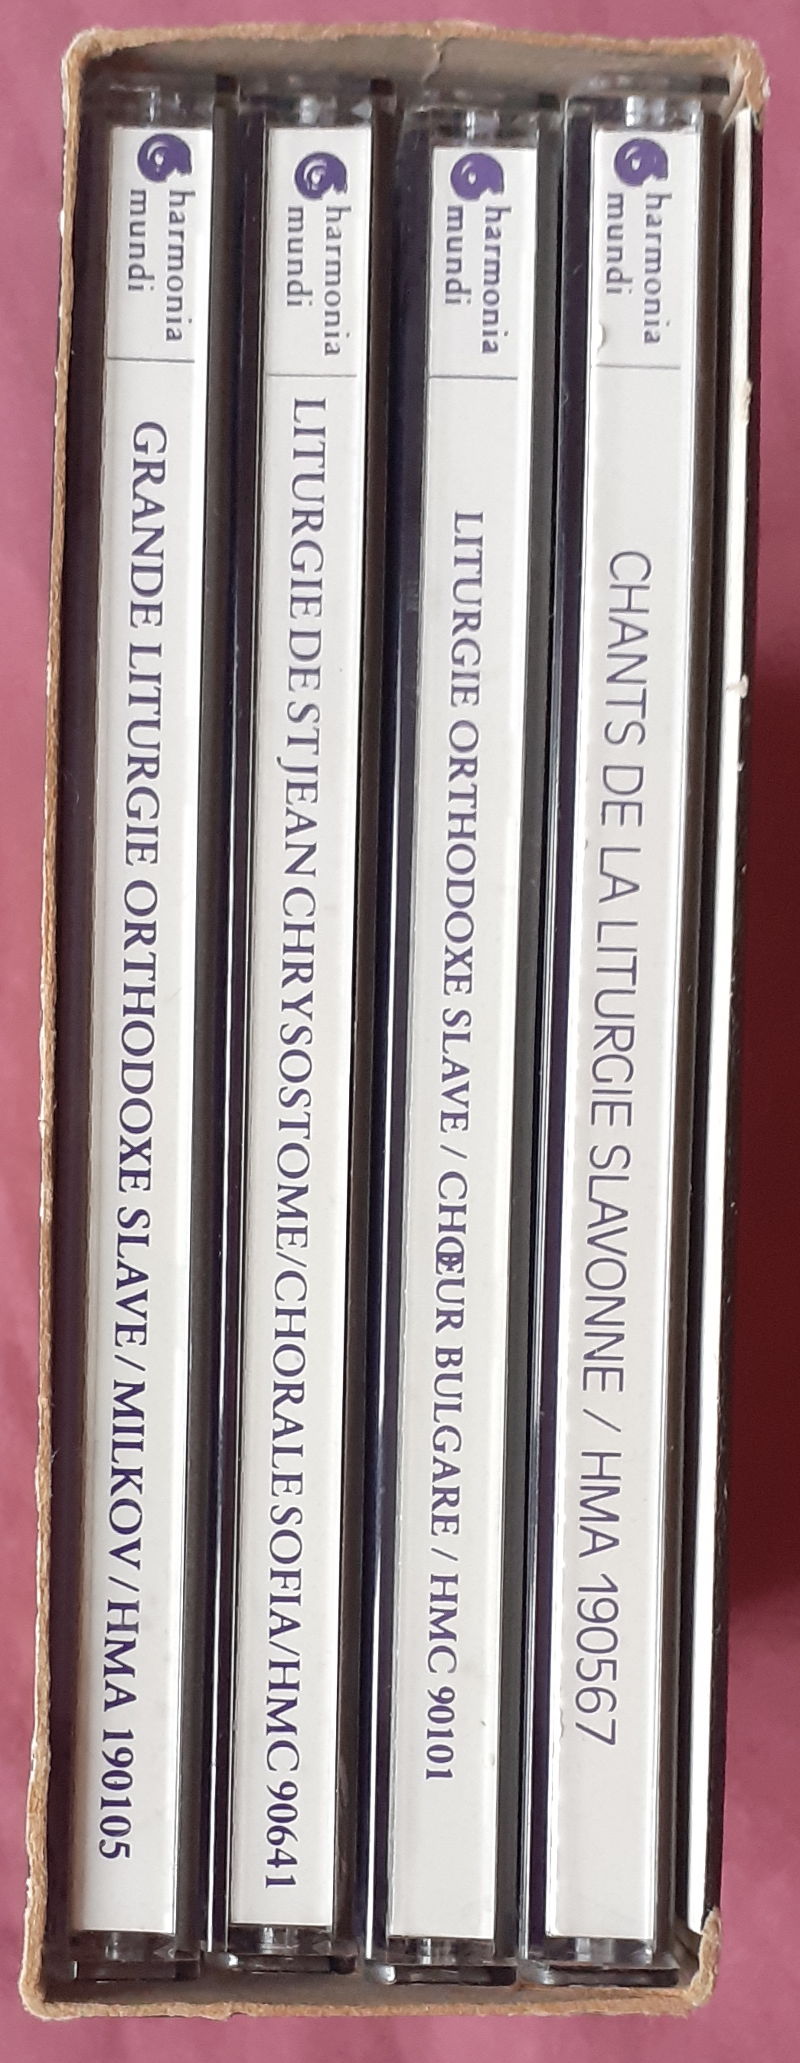 harmonia
mundi
GRANDE LITURGIE ORTHODOXE SLAVE / MILKOV / HMA 190105
harmonia
mundi
LITURGIE DE ST JEAN CHRYSOSTOME/CHORALE SOFIA/HMC 90641
harmonia
mundi
LITURGIE ORTHODOXE SLAVE / CHŒUR BULGARE / HMC 90101
harmonia
mundi
CHANTS DE LA LITURGIE SLAVONNE / HMA 190567